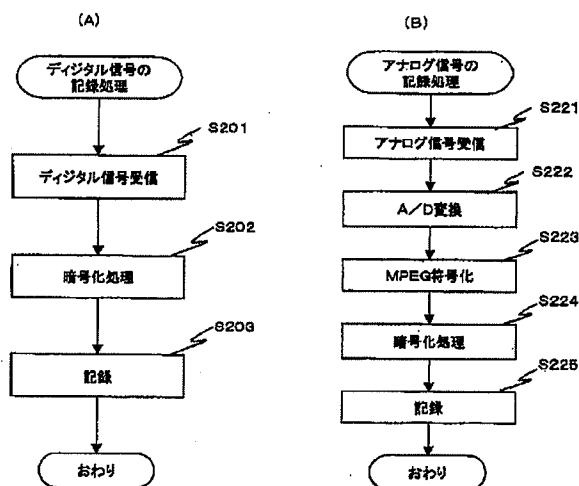 (A)
ディジタル信号の
記録処理
S201
ディジタル信号受信
S202
暗号化処理
S203
記録
おわり
(B)
アナログ信号の
記録処理
S221
アナログ信号受信
S222
A/D変換
S223
MPEG符号化
S224
暗号化処理
S225
記録
おわり